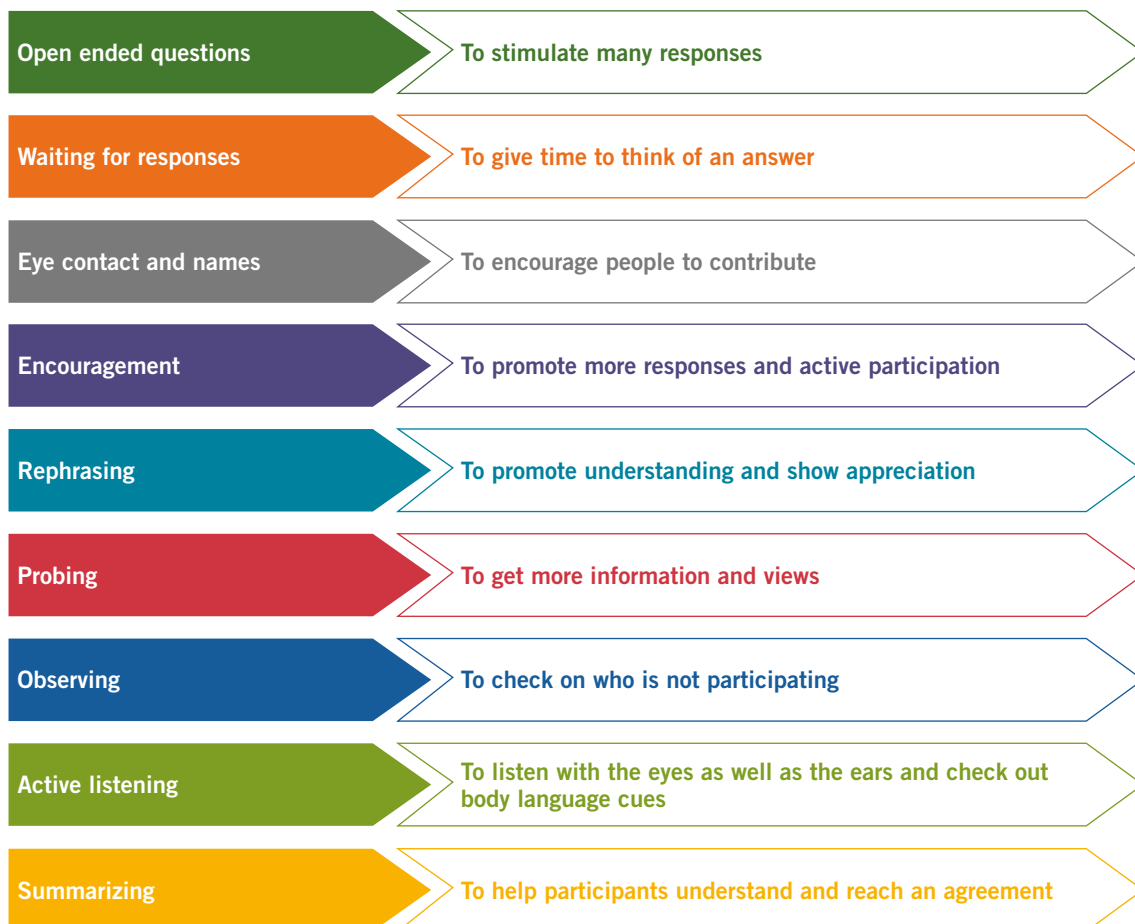 Open ended questions
To stimulate many responses
Waiting for responses
To give time to think of an answer
Eye contact and names
To encourage people to contribute
Encouragement
To promote more responses and active participation
Rephrasing
To promote understanding and show appreciation
Probing
To get more information and views
Observing
To check on who is not participating
Active listening
To listen with the eyes as well as the ears and check out
body language cues
Summarizing
To help participants understand and reach an agreement